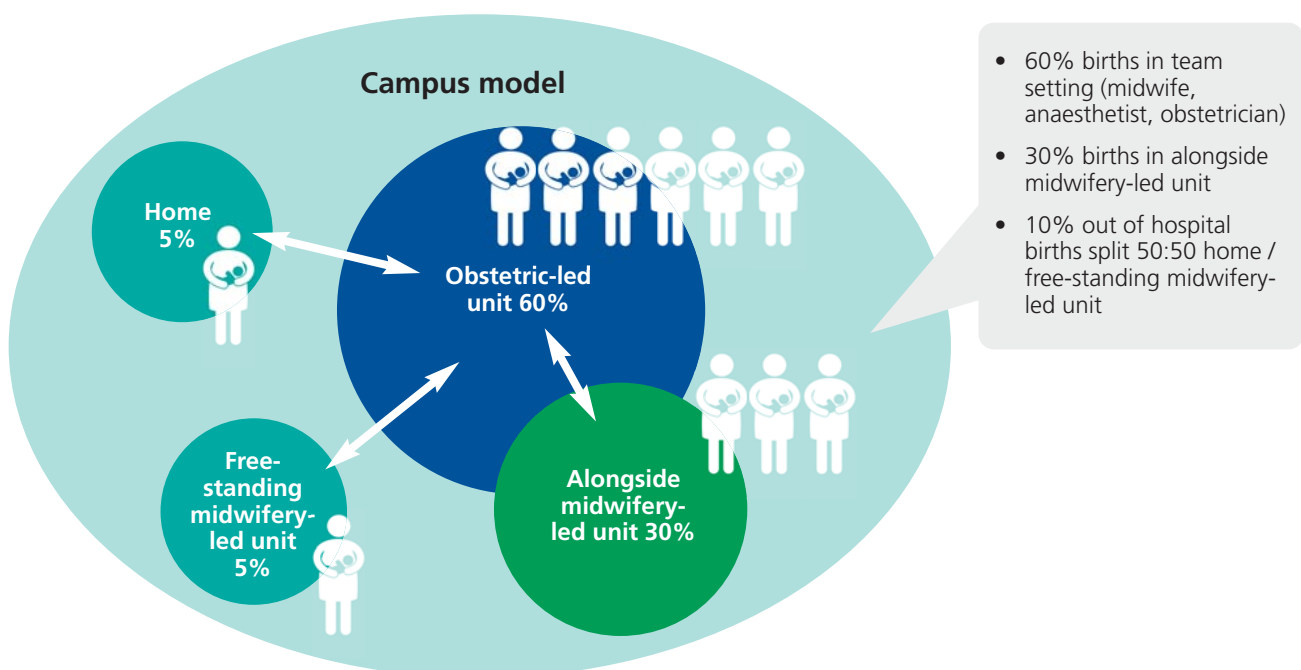 Campus model
Home
5%
Obstetric-led
unit 60%
Free-
standing
midwifery-
led unit
5%
Alongside
midwifery-
led unit 30%
• 60% births in team
setting (midwife,
anaesthetist, obstetrician)
• 30% births in alongside
midwifery-led unit
• 10% out of hospital
births split 50:50 home /
free-standing midwifery-
led unit